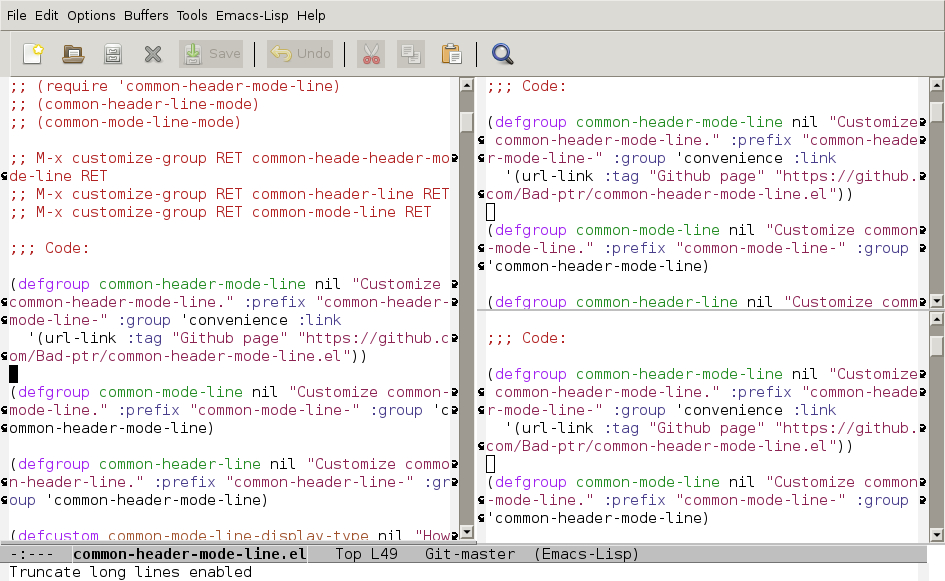 File Edit Options Buffers Tools Emacs-Lisp Help
Save Undo
;; (require 'common-header-mode-line)
;; (common-header-line-mode)
;; (common-mode-line-mode)
;; M-x customize-group RET common-heade-header-mo
de-line RET
;; M-x customize-group RET common-header-line RET
;; M-x customize-group RET common-mode-line RET
;;; Code:
(defgroup common-header-mode-line nil "Customize
common-header-mode-line." :prefix "common-header-
mode-line-" :group 'convenience :link
'(url-link :tag "Github page" "https://github.c
om/Bad-ptr/common-header-mode-line.el"))
(defgroup common-mode-line nil "Customize common-
mode-line." :prefix "common-mode-line-" :group 'c
ommon-header-mode-line)
(defgroup common-header-line nil "Customize commo
n-header-line." :prefix "common-header-line-" :gr
oup 'common-header-mode-line)
(defcustom common-mode-line-display-type nil "How
;;; Code:
(defgroup common-header-mode-line nil "Customize
common-header-mode-line." :prefix "common-heade
r-mode-line-" :group 'convenience :link
'(url-link :tag "Github page" "https://github.
com/Bad-ptr/common-header-mode-line.el"))
(defgroup common-mode-line nil "Customize common
-mode-line." :prefix "common-mode-line-" :group
'common-header-mode-line)
(defgroup common-header-line nil "Customize comm
;;; Code:
(defgroup common-header-mode-line nil "Customize
common-header-mode-line." :prefix "common-heade
r-mode-line-" :group 'convenience :link
'(url-link :tag "Github page" "https://github.
com/Bad-ptr/common-header-mode-line.el"))
(defgroup common-mode-line nil "Customize common
-mode-line." :prefix "common-mode-line-" :group
'common-header-mode-line)
-:--- common-header-mode-line.el Top L49 Git-master (Emacs-Lisp)
Truncate long lines enabled